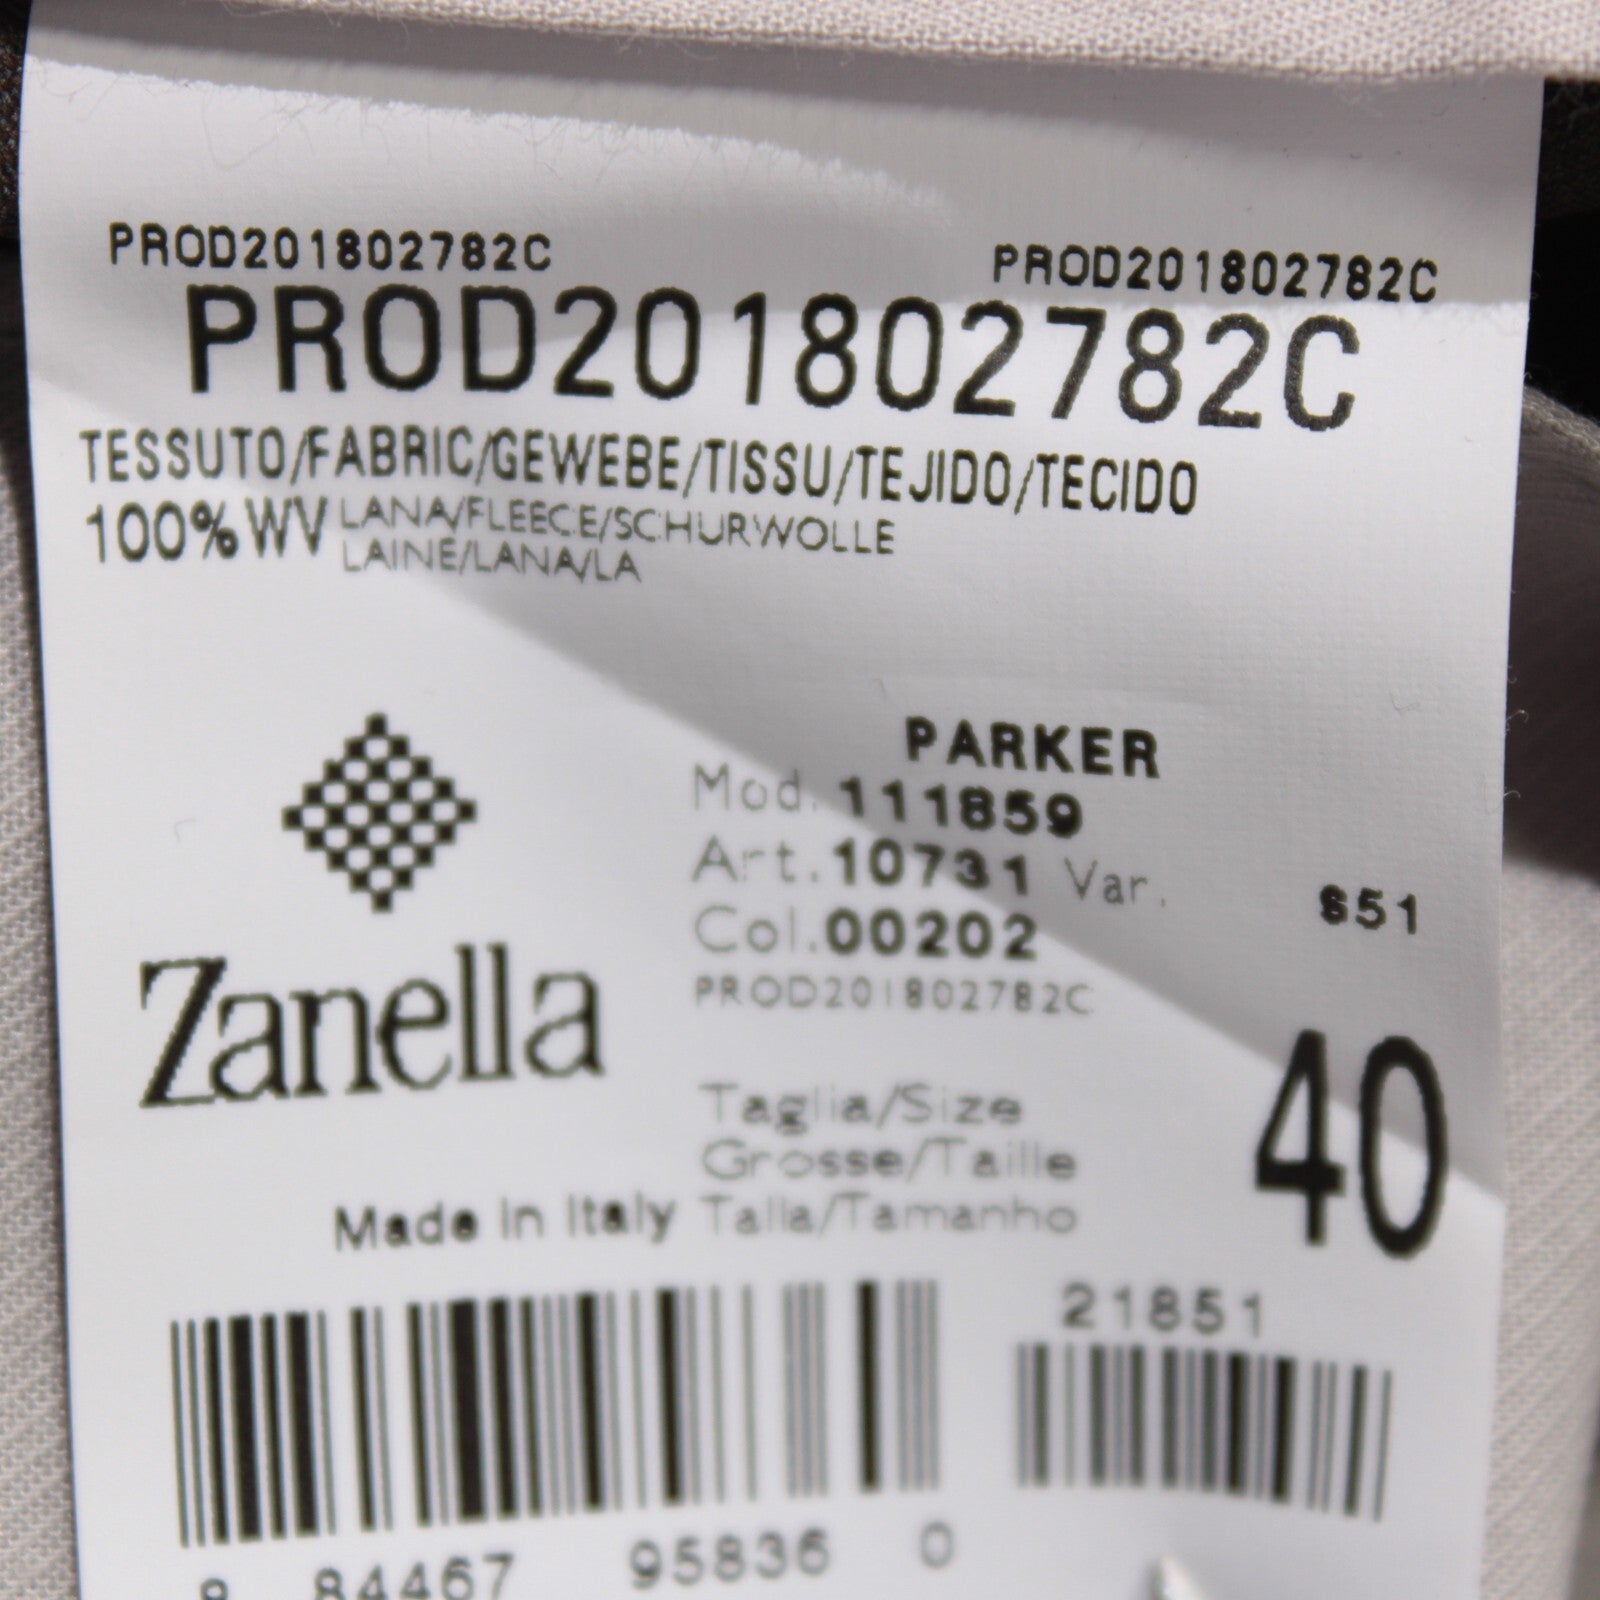 PROD201802782C PROD201802782C
PROD201802782C
TESSUTO/FABRIC/GEWEBE/TISSU/TEJIDO/TECIDO
100% WV LANA/FLEECE/SCHURWOLLE
LAINE/LANA/LA
PARKER
Mod. 111859
Art. 10731 Var. S51
Col. 00202
PROD201802782C
Zanella
Taglia/Size
Grosse/Taille
Talla/Tamanho
40
Made In Italy
21851
84467 95836 0